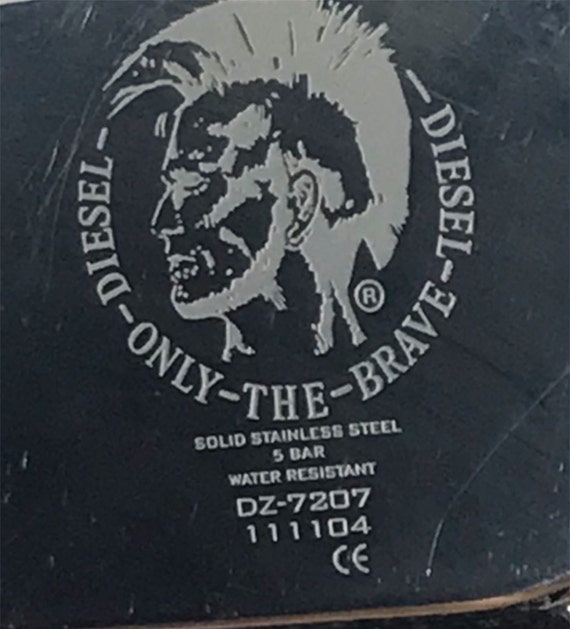 DIESEL-ONLY-THE-BRAVE-DIESEL
®
SOLID STAINLESS STEEL
5 BAR
WATER RESISTANT
DZ-7207
111104
CE